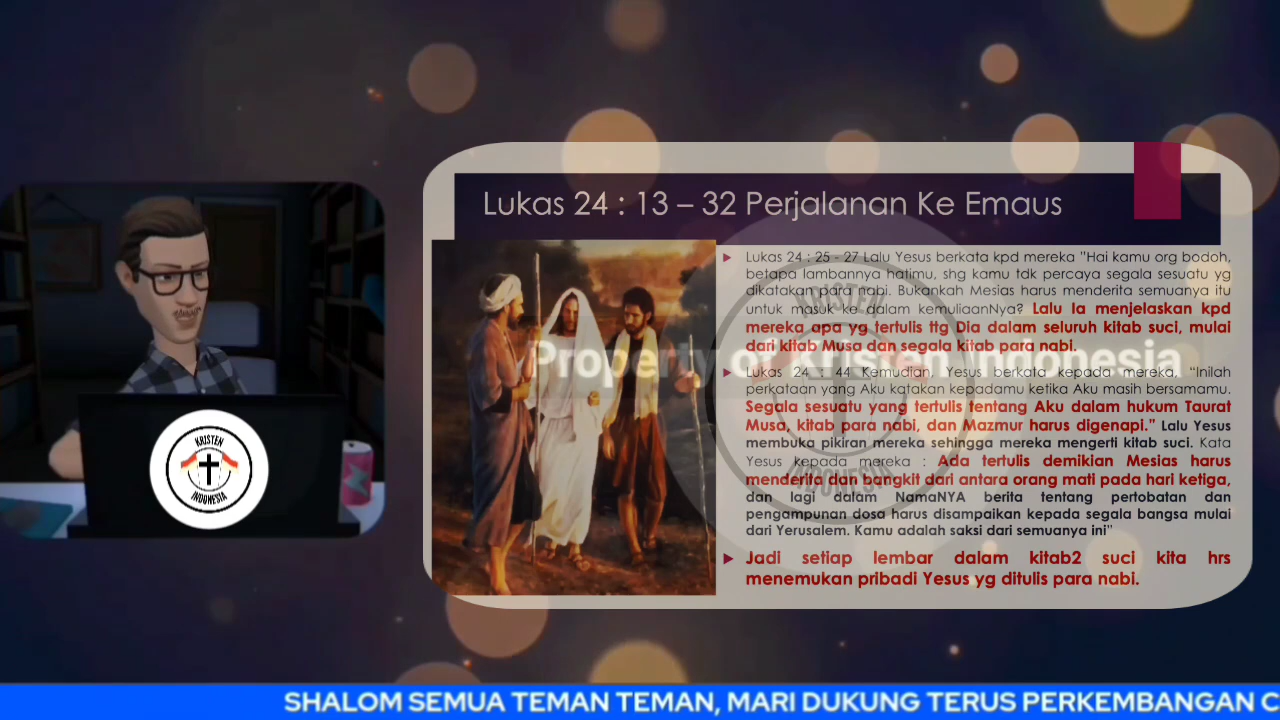 Lukas 24 : 13 – 32 Perjalanan Ke Emaus
Lukas 24 : 25 - 27 Lalu Yesus berkata kpd mereka "Hai kamu org bodoh,
betapa lambannya hatimu, shg kamu tdk percaya segala sesuatu yg
dikatakan para nabi. Bukankah Mesias harus menderita semuanya itu
untuk masuk ke dalam kemuliaanNya? Lalu Ia menjelaskan kpd
mereka apa yg tertulis ttg Dia dalam seluruh kitab suci, mulai
dari kitab Musa dan segala kitab para nabi.
Property of Kristen Indonesia
Lukas 24 : 44 Kemudian, Yesus berkata kepada mereka, "Inilah
perkataan yang Aku katakan kepadamu ketika Aku masih bersamamu.
Segala sesuatu yang tertulis tentang Aku dalam hukum Taurat
Musa, kitab para nabi, dan Mazmur harus digenapi." Lalu Yesus
membuka pikiran mereka sehingga mereka mengerti kitab suci. Kata
Yesus kepada mereka : Ada tertulis demikian Mesias harus
menderita dan bangkit dari antara orang mati pada hari ketiga,
dan lagi dalam NamaNYA berita tentang pertobatan dan
pengampunan dosa harus disampaikan kepada segala bangsa mulai
dari Yerusalem. Kamu adalah saksi dari semuanya ini"
Jadi setiap lembar dalam kitab2 suci kita hrs
menemukan pribadi Yesus yg ditulis para nabi.
KRISTEN
INDONESIA
KRISTEN
INDONESIA
SHALOM SEMUA TEMAN TEMAN, MARI DUKUNG TERUS PERKEMBANGAN C